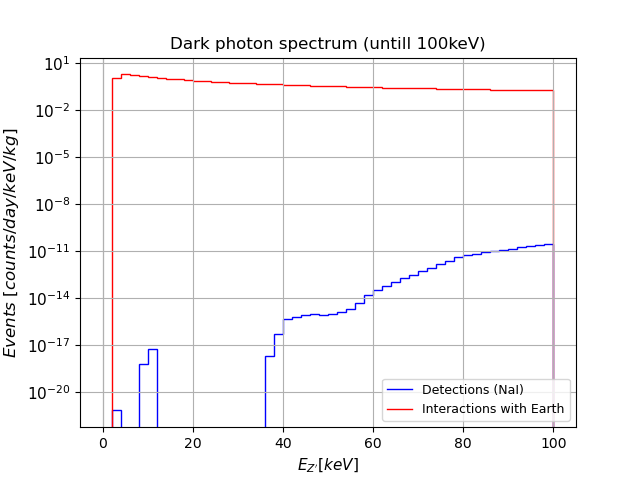 Dark photon spectrum (untill 100keV)
Events [counts/day/keV/kg]
10¹
10⁻²
10⁻⁵
10⁻⁸
10⁻¹¹
10⁻¹⁴
10⁻¹⁷
10⁻²⁰
Detections (NaI)
Interactions with Earth
0 20 40 60 80 100
E_{Z'}[keV]